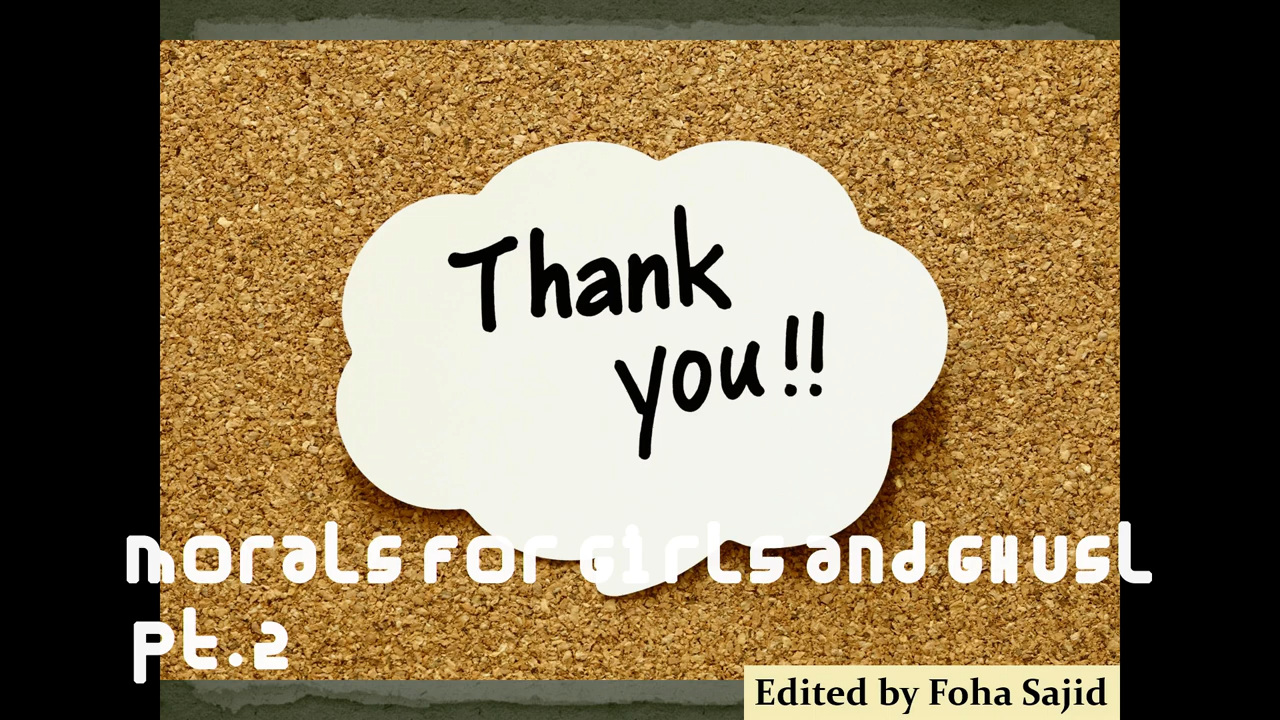 Thank
you!!
MORALS FOR GIRLS AND GHUSL
PT.2
Edited by Foha Sajid